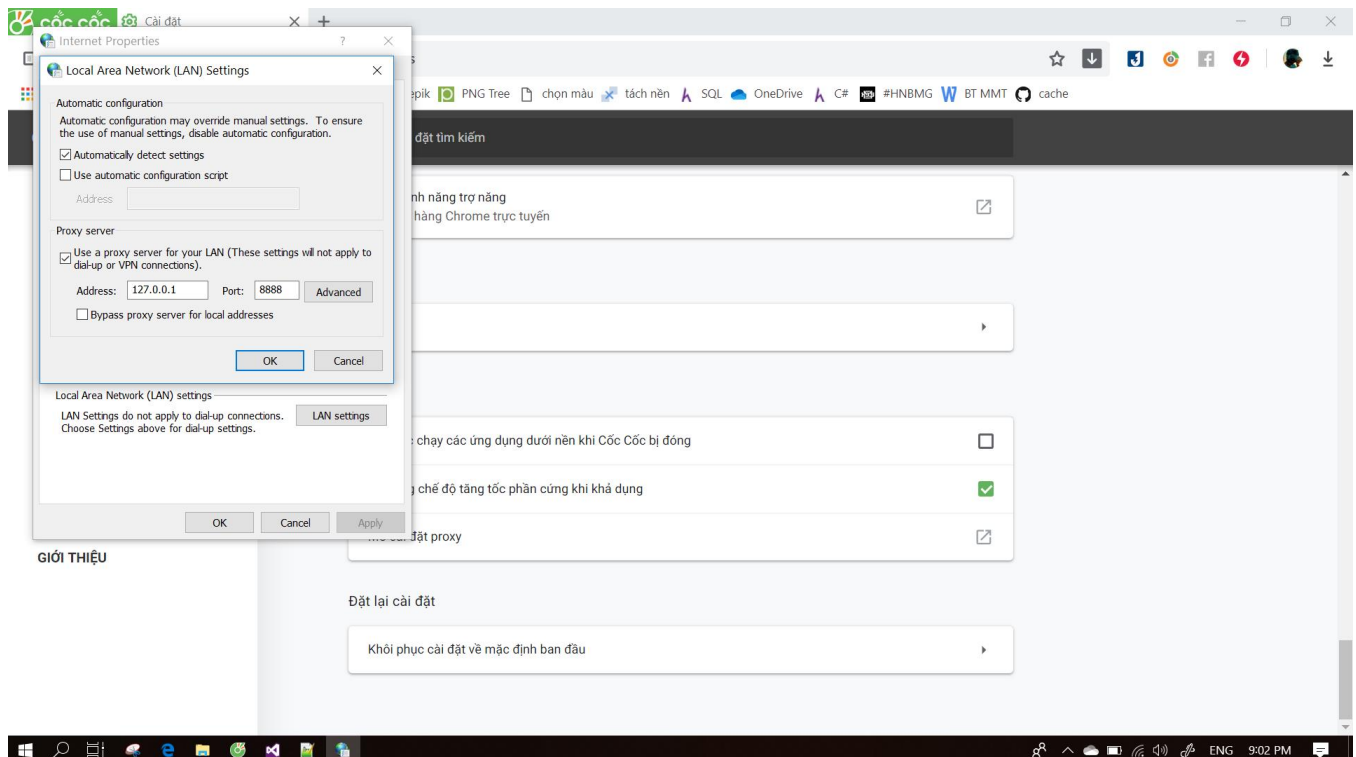 cốc cốc
Cài đặt
Internet Properties
?
Local Area Network (LAN) Settings
PNG Tree
chọn màu
tách nền
SQL
OneDrive
C#
#HNBMG
BT MMT
cache
Automatic configuration
Automatic configuration may override manual settings. To ensure
the use of manual settings, disable automatic configuration.
đặt tìm kiếm
Automatically detect settings
Use automatic configuration script
Address
năng trợ năng
hàng Chrome trực tuyến
Proxy server
Use a proxy server for your LAN (These settings will not apply to
dial-up or VPN connections).
Address:
127.0.0.1
Port:
8888
Advanced
Bypass proxy server for local addresses
OK
Cancel
Local Area Network (LAN) settings
LAN Settings do not apply to dial-up connections.
Choose Settings above for dial-up settings.
LAN settings
chạy các ứng dụng dưới nền khi Cốc Cốc bị đóng
chế độ tăng tốc phần cứng khi khả dụng
OK
Cancel
Apply
đặt proxy
GIỚI THIỆU
Đặt lại cài đặt
Khôi phục cài đặt về mặc định ban đầu
ENG
9:02 PM